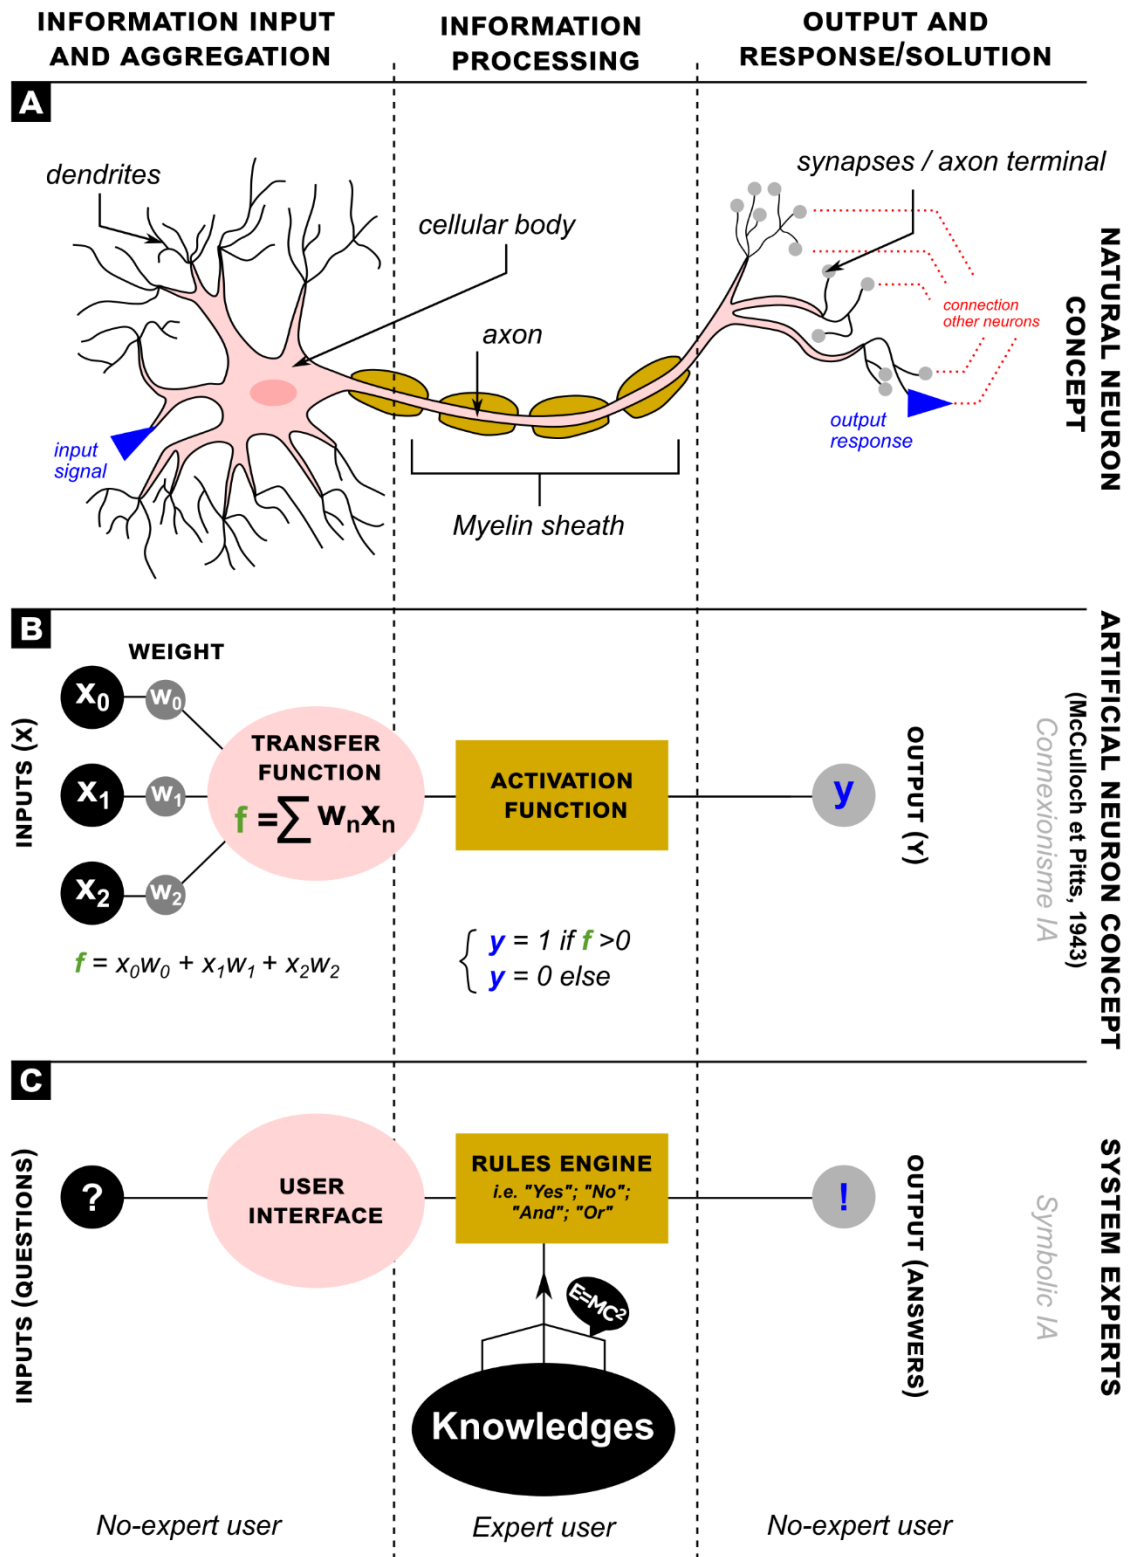 INFORMATION INPUT
AND AGGREGATION
INFORMATION
PROCESSING
OUTPUT AND
RESPONSE/SOLUTION
A
dendrites
cellular body
axon
synapses / axon terminal
connection
other neurons
input
signal
output
response
Myelin sheath
NATURAL NEURON
CONCEPT
B
WEIGHT
INPUTS (X)
x0
w0
x1
w1
x2
w2
TRANSFER
FUNCTION
f =∑ wnxn
ACTIVATION
FUNCTION
y
OUTPUT (Y)
f = x0w0 + x1w1 + x2w2
y = 1 if f >0
y = 0 else
ARTIFICIAL NEURON CONCEPT
(McCulloch et Pitts, 1943)
Connexionisme IA
C
INPUTS (QUESTIONS)
?
USER
INTERFACE
RULES ENGINE
i.e. "Yes"; "No";
"And"; "Or"
!
OUTPUT (ANSWERS)
E=MC2
Knowledges
SYSTEM EXPERTS
Symbolic IA
No-expert user
Expert user
No-expert user